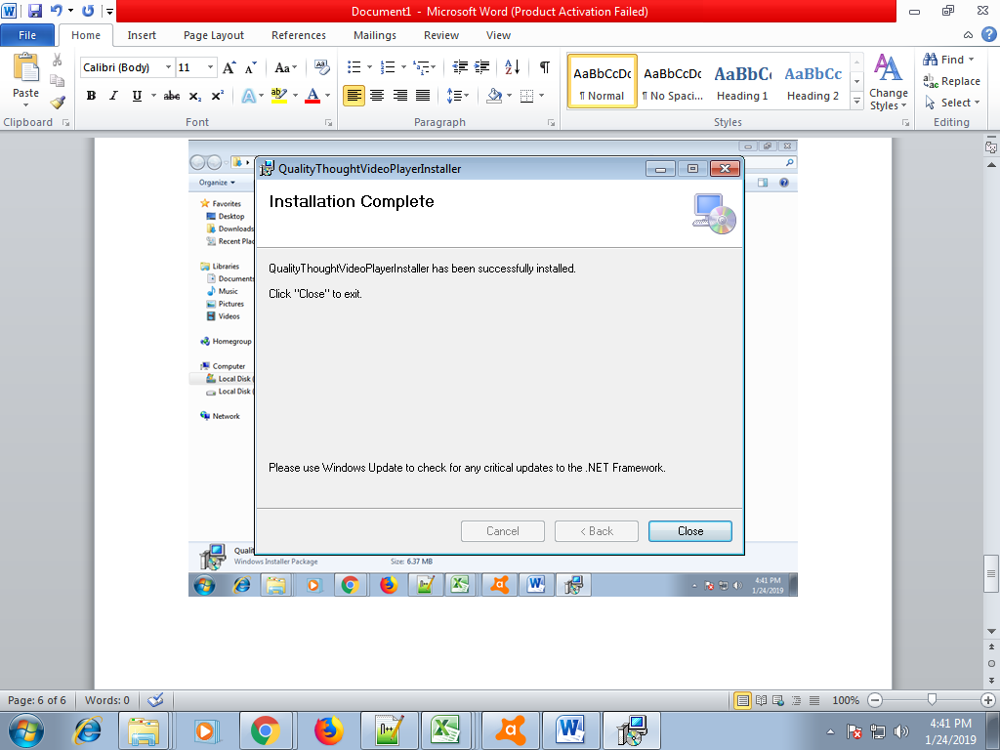 Document1 - Microsoft Word (Product Activation Failed)
File Home Insert Page Layout References Mailings Review View
Paste
Calibri (Body) 11
AaBbCcDc AaBbCcDc AaBbC AaBbCc
¶ Normal ¶ No Spaci... Heading 1 Heading 2
Change Styles
Find
Replace
Select
Clipboard Font Paragraph Styles Editing
QualityThoughtVideoPlayerInstaller
Organize
Favorites
Desktop
Downloads
Recent Plac
Libraries
Documents
Music
Pictures
Videos
Homegroup
Computer
Local Disk (
Local Disk (
Network
Installation Complete
QualityThoughtVideoPlayerInstaller has been successfully installed.
Click "Close" to exit.
Please use Windows Update to check for any critical updates to the .NET Framework.
Cancel < Back Close
Qualit
Windows Installer Package Size: 6.37 MB
4:41 PM
1/24/2019
Page: 6 of 6 Words: 0 100%
4:41 PM
1/24/2019